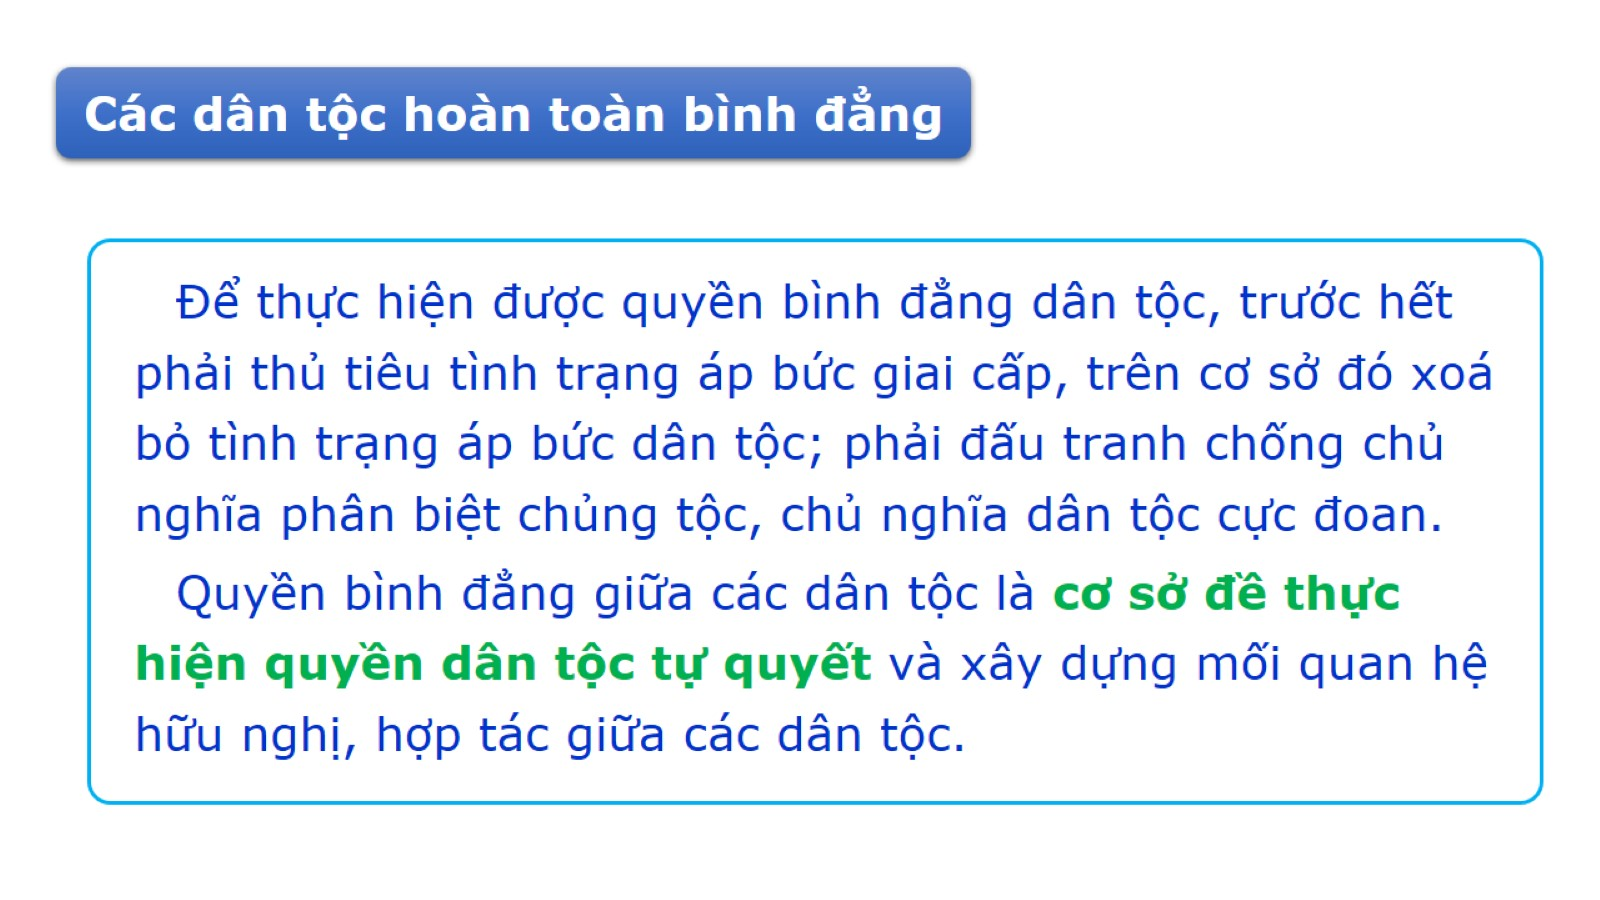 Các dân tộc hoàn toàn bình đẳng
Để thực hiện được quyền bình đẳng dân tộc, trước hết
phải thủ tiêu tình trạng áp bức giai cấp, trên cơ sở đó xoá
bỏ tình trạng áp bức dân tộc; phải đấu tranh chống chủ
nghĩa phân biệt chủng tộc, chủ nghĩa dân tộc cực đoan.
Quyền bình đẳng giữa các dân tộc là cơ sở đề thực
hiện quyền dân tộc tự quyết và xây dựng mối quan hệ
hữu nghị, hợp tác giữa các dân tộc.